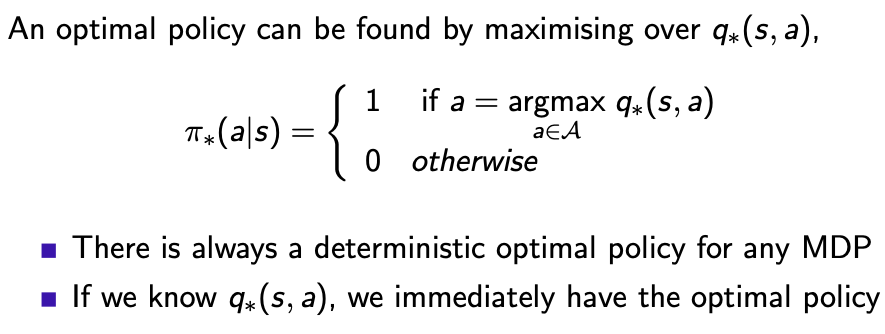 An optimal policy can be found by maximising over q∗(s, a),
π∗(a|s) = { 1 if a = argmax q∗(s, a)
a∈𝒜
0 otherwise
■ There is always a deterministic optimal policy for any MDP
■ If we know q∗(s, a), we immediately have the optimal policy